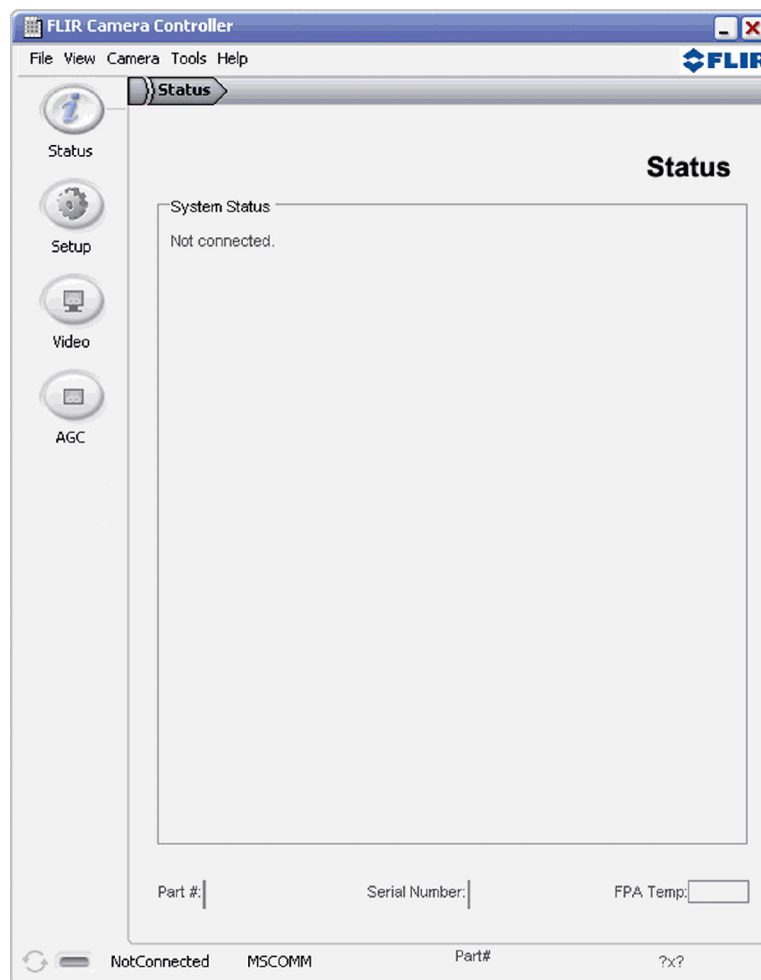 FLIR Camera Controller
File View Camera Tools Help
FLIR
Status
Status
Status
System Status
Not connected.
Setup
Video
AGC
Part #:
Serial Number:
FPA Temp:
NotConnected MSCOMM Part# ?x?